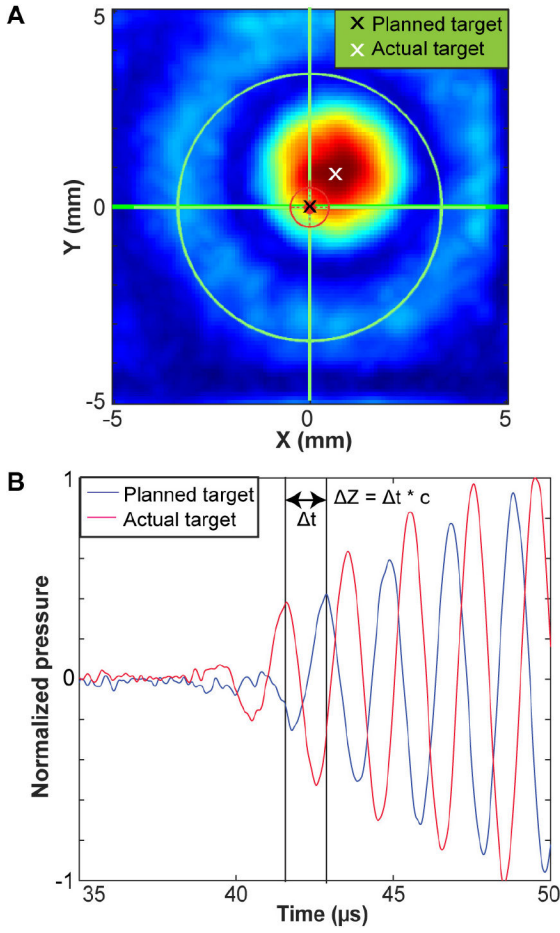 A
x Planned target
x Actual target
5
0
-5
Y (mm)
-5
0
5
X (mm)
B
Planned target
Actual target
ΔZ = Δt * c
Δt
1
0
-1
Normalized pressure
35
40
45
50
Time (µs)